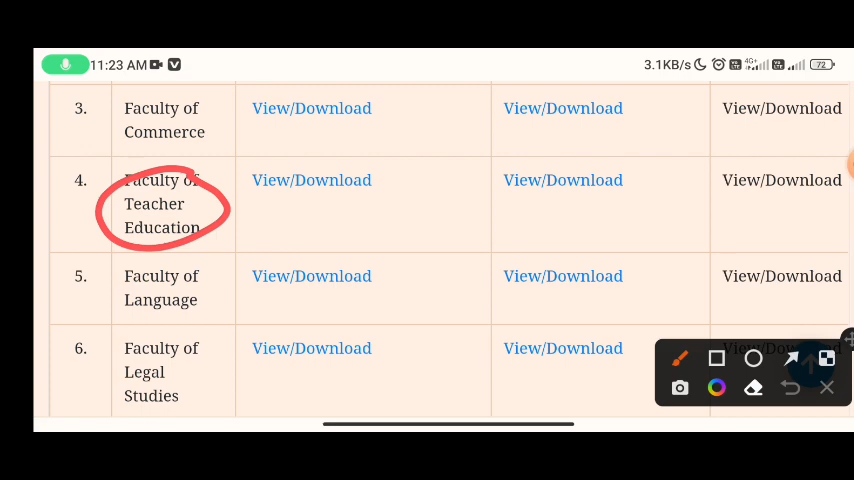 11:23 AM 3.1KB/s 4G+ 72
3. Faculty of Commerce View/Download View/Download View/Download
4. Faculty of Teacher Education View/Download View/Download View/Download
5. Faculty of Language View/Download View/Download View/Download
6. Faculty of Legal Studies View/Download View/Download